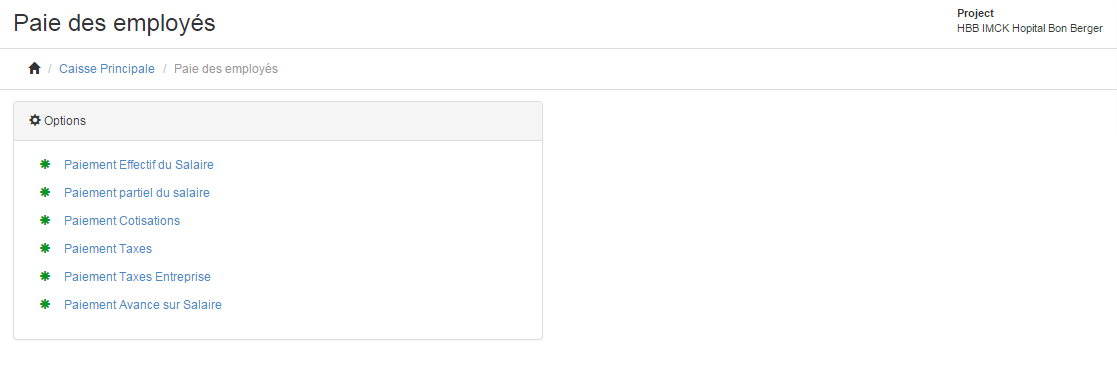 Paie des employés
Project
HBB IMCK Hopital Bon Berger
/ Caisse Principale / Paie des employés
Options
Paiement Effectif du Salaire
Paiement partiel du salaire
Paiement Cotisations
Paiement Taxes
Paiement Taxes Entreprise
Paiement Avance sur Salaire